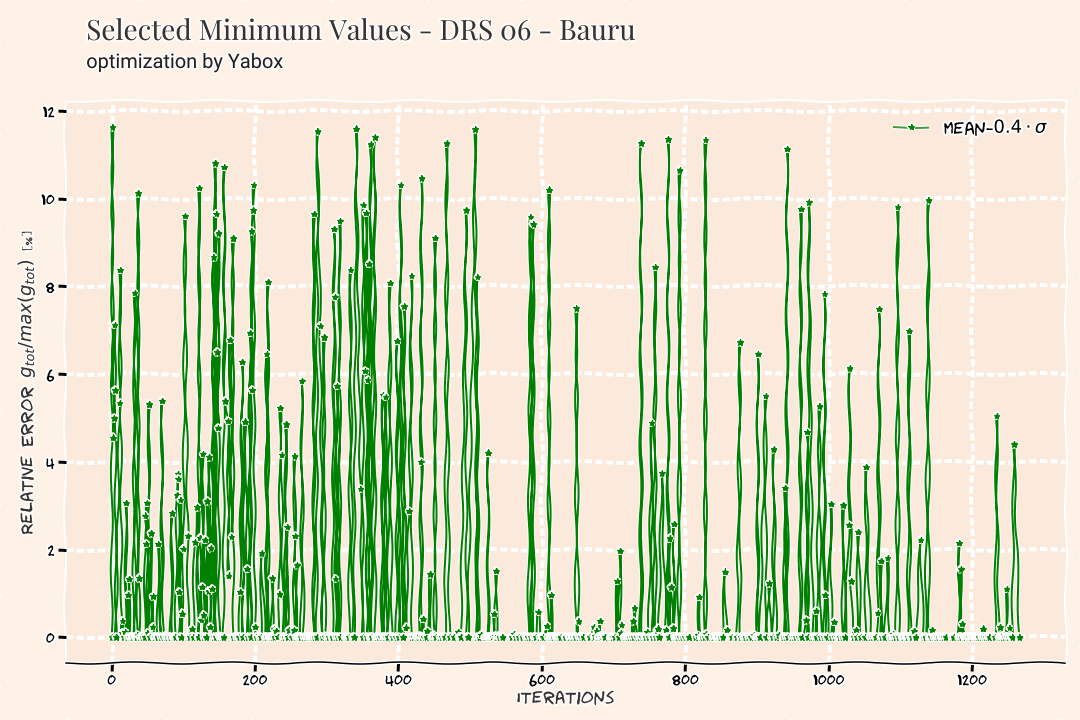 Selected Minimum Values - DRS 06 - Bauru
optimization by Yabox
MEAN-0.4 · σ
RELATIVE ERROR g_tot/max(g_tot) [%]
12
10
8
6
4
2
0
0 200 400 600 800 1000 1200
ITERATIONS